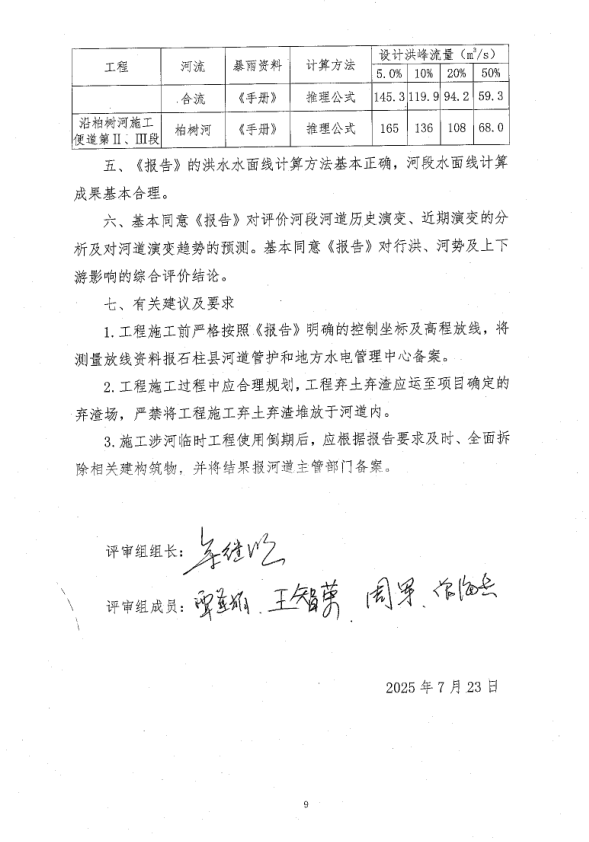 工程 河流 暴雨资料 计算方法 设计洪峰流量（m³/s）
5.0% 10% 20% 50%
合流 《手册》 推理公式 145.3 119.9 94.2 59.3
沿柏树河施工
便道第Ⅱ、Ⅲ段 柏树河 《手册》 推理公式 165 136 108 68.0
五、《报告》的洪水水面线计算方法基本正确，河段水面线计算
成果基本合理。
六、基本同意《报告》对评价河段河道历史演变、近期演变的分
析及对河道演变趋势的预测。基本同意《报告》对行洪、河势及上下
游影响的综合评价结论。
七、有关建议及要求
1.工程施工前严格按照《报告》明确的控制坐标及高程放线，将
测量放线资料报石柱县河道管护和地方水电管理中心备案。
2.工程施工过程中应合理规划，工程弃土弃渣应运至项目确定的
弃渣场，严禁将工程施工弃土弃渣堆放于河道内。
3.施工涉河临时工程使用倒期后，应根据报告要求及时、全面拆
除相关建构筑物，并将结果报河道主管部门备案。
评审组组长：
评审组成员： 王智
2025 年 7 月 23 日
9